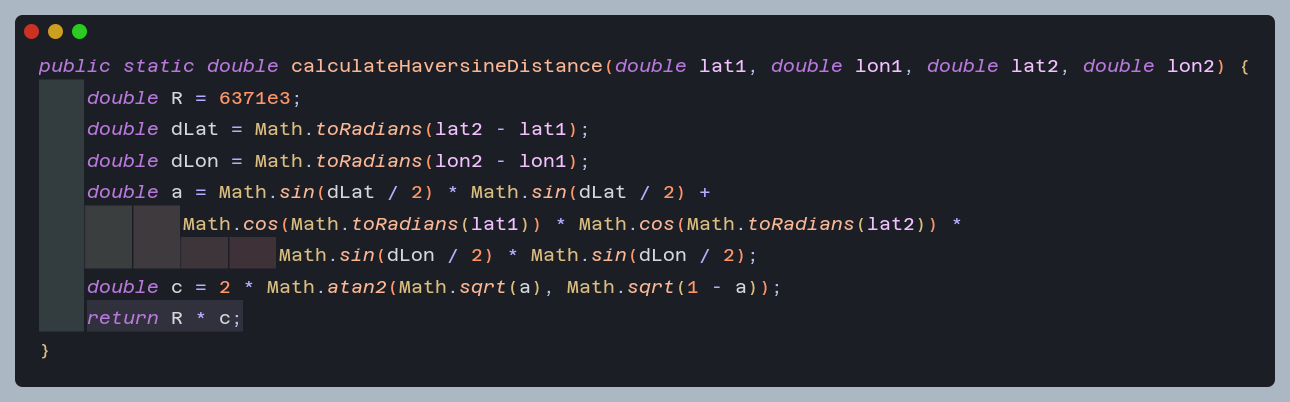 public static double calculateHaversineDistance(double lat1, double lon1, double lat2, double lon2) {
    double R = 6371e3;
    double dLat = Math.toRadians(lat2 - lat1);
    double dLon = Math.toRadians(lon2 - lon1);
    double a = Math.sin(dLat / 2) * Math.sin(dLat / 2) +
            Math.cos(Math.toRadians(lat1)) * Math.cos(Math.toRadians(lat2)) *
                    Math.sin(dLon / 2) * Math.sin(dLon / 2);
    double c = 2 * Math.atan2(Math.sqrt(a), Math.sqrt(1 - a));
    return R * c;
}